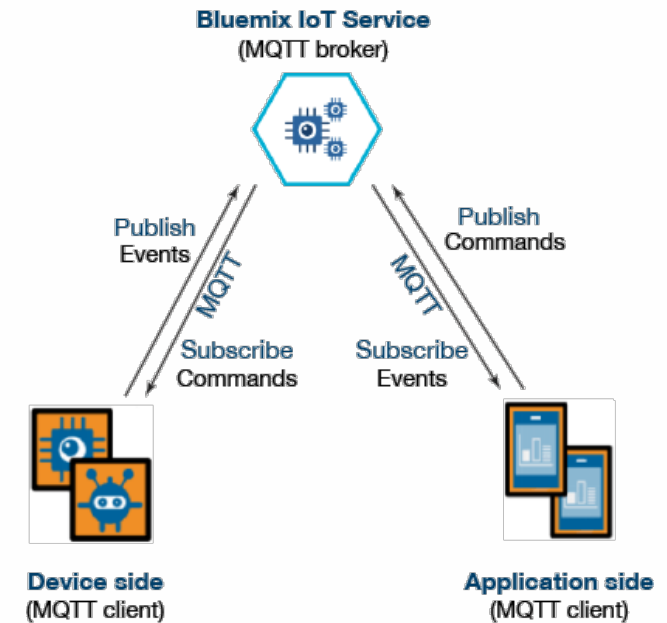 Bluemix IoT Service
(MQTT broker)
Publish
Events
Publish
Commands
MQTT
MQTT
Subscribe
Commands
Subscribe
Events
Device side
(MQTT client)
Application side
(MQTT client)